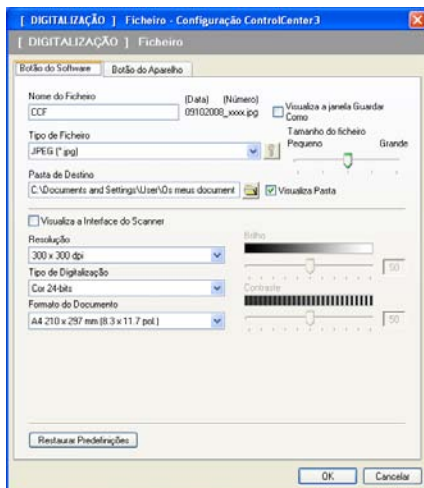 [ DIGITALIZAÇÃO ] Ficheiro - Configuração ControlCenter3
[ DIGITALIZAÇÃO ] Ficheiro
Botão do Software
Botão do Aparelho
Nome do Ficheiro
(Data) (Número)
CCF
09102008_xxxx.jpg
Visualiza a janela Guardar Como
Tipo de Ficheiro
Tamanho do ficheiro
Pequeno Grande
JPEG (*.jpg)
Pasta de Destino
C:\Documents and Settings\User\Os meus document
Visualiza Pasta
Visualiza a Interface do Scanner
Resolução
Brilho
300 x 300 dpi
50
Tipo de Digitalização
Cor 24-bits
Contraste
Formato do Documento
A4 210 x 297 mm (8.3 x 11.7 pol.)
50
Restaurar Predefinições
OK
Cancelar